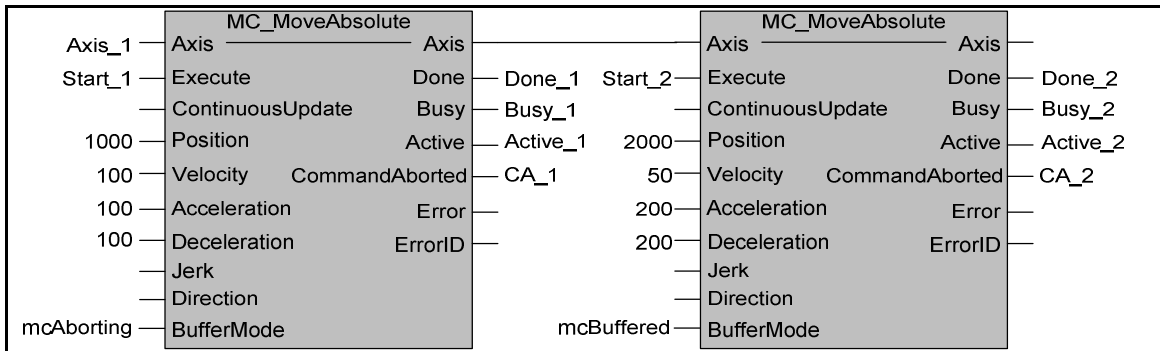 MC_MoveAbsolute MC_MoveAbsolute
Axis_1 Axis Axis Axis Axis
Start_1 Execute Done Done_1 Start_2 Execute Done Done_2
ContinuousUpdate Busy Busy_1 ContinuousUpdate Busy Busy_2
1000 Position Active Active_1 2000 Position Active Active_2
100 Velocity CommandAborted CA_1 50 Velocity CommandAborted CA_2
100 Acceleration Error 200 Acceleration Error
100 Deceleration ErrorID 200 Deceleration ErrorID
Jerk Jerk
Direction Direction
mcAborting BufferMode mcBuffered BufferMode